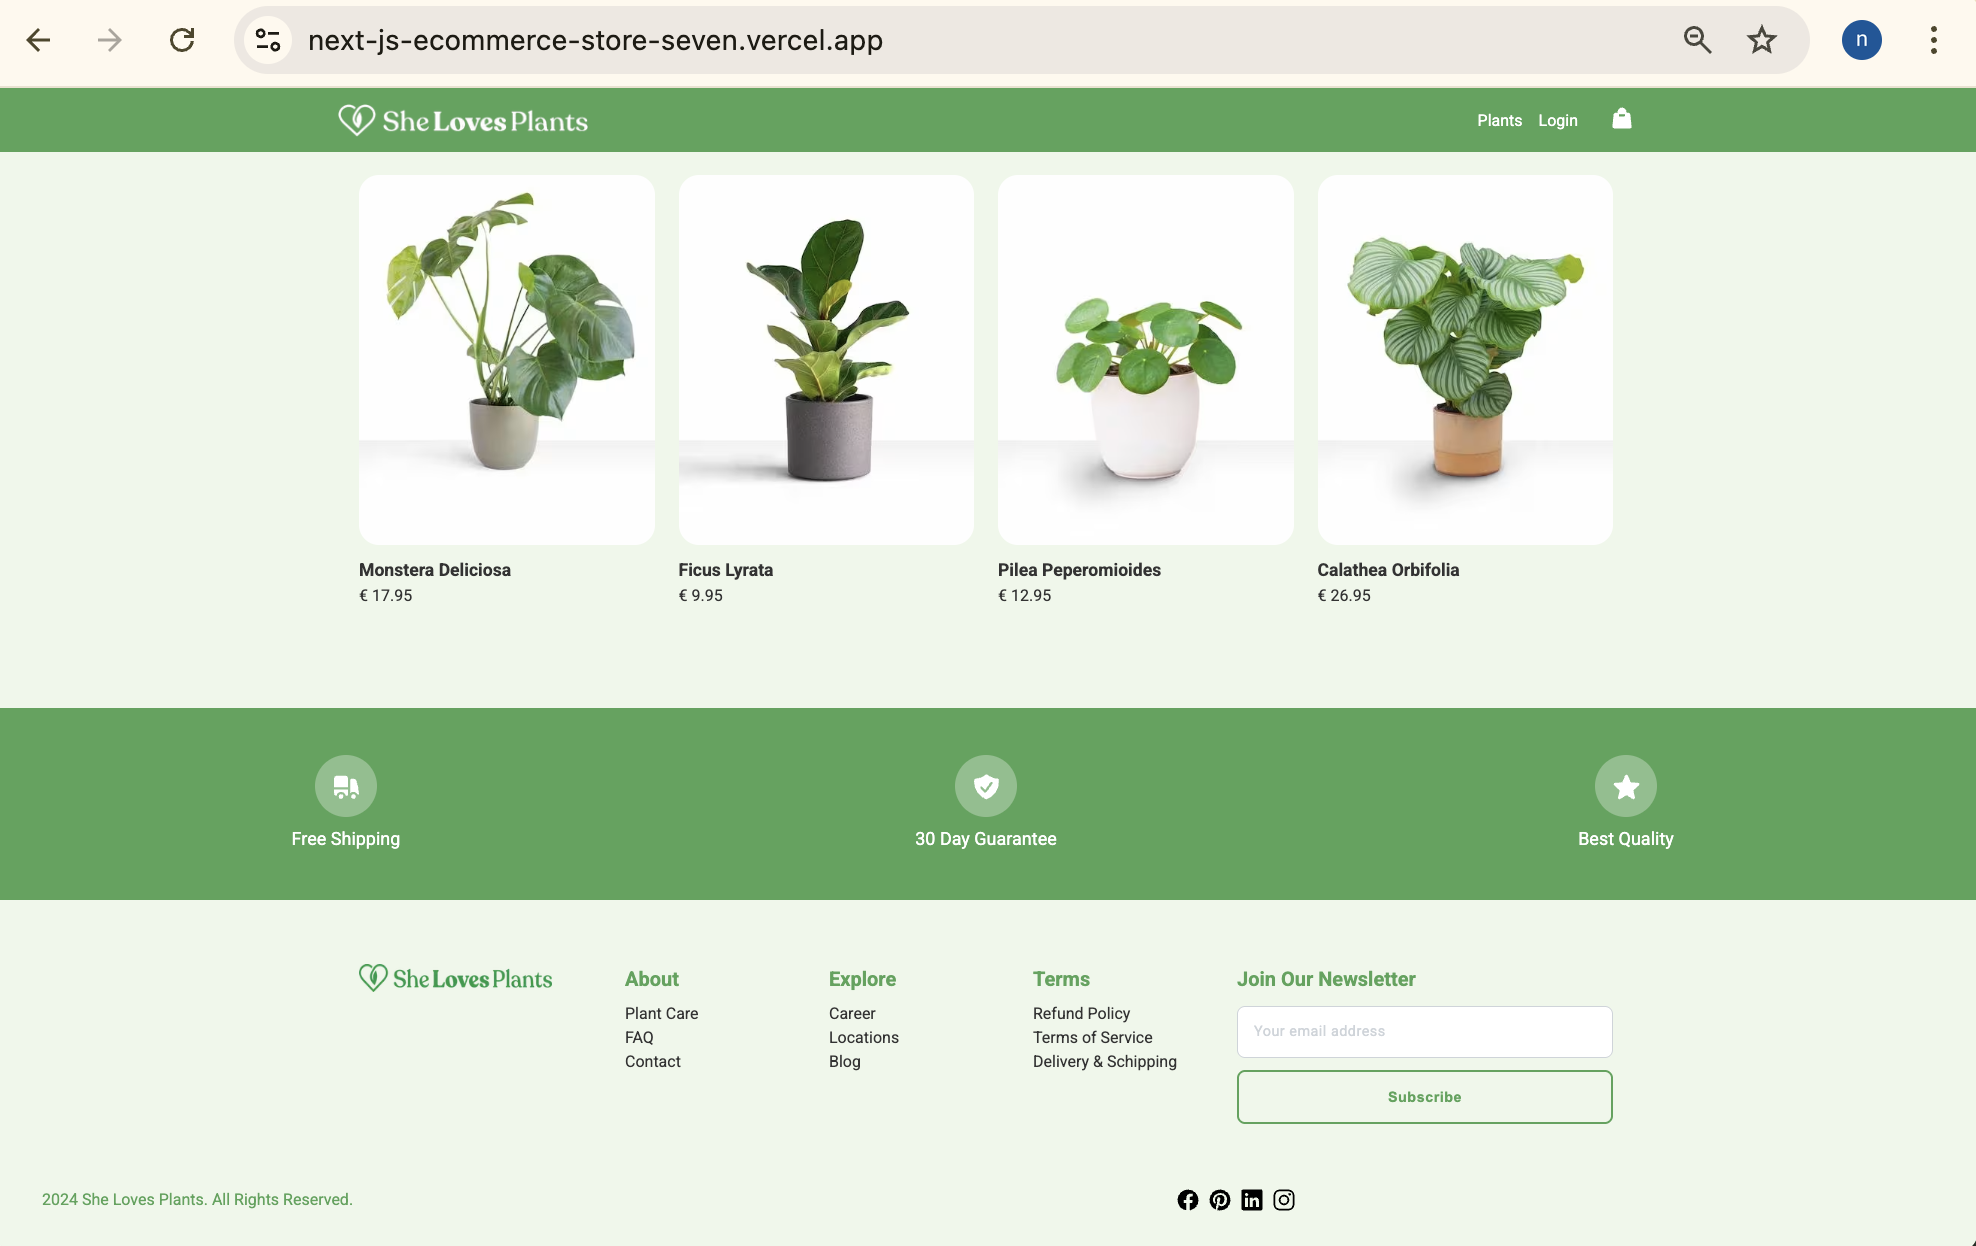 next-js-ecommerce-store-seven.vercel.app
n
She Loves Plants
Plants
Login
Monstera Deliciosa
€ 17.95
Ficus Lyrata
€ 9.95
Pilea Peperomioides
€ 12.95
Calathea Orbifolia
€ 26.95
Free Shipping
30 Day Guarantee
Best Quality
She Loves Plants
About
Plant Care
FAQ
Contact
Explore
Career
Locations
Blog
Terms
Refund Policy
Terms of Service
Delivery & Schipping
Join Our Newsletter
Your email address
Subscribe
2024 She Loves Plants. All Rights Reserved.
in